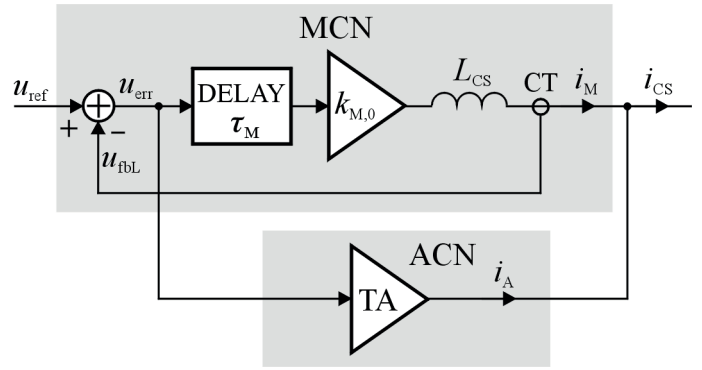 MCN
u_ref
+
−
u_err
DELAY
τ_M
k_M,0
L_CS
CT
i_M
i_CS
u_fbL
ACN
TA
i_A